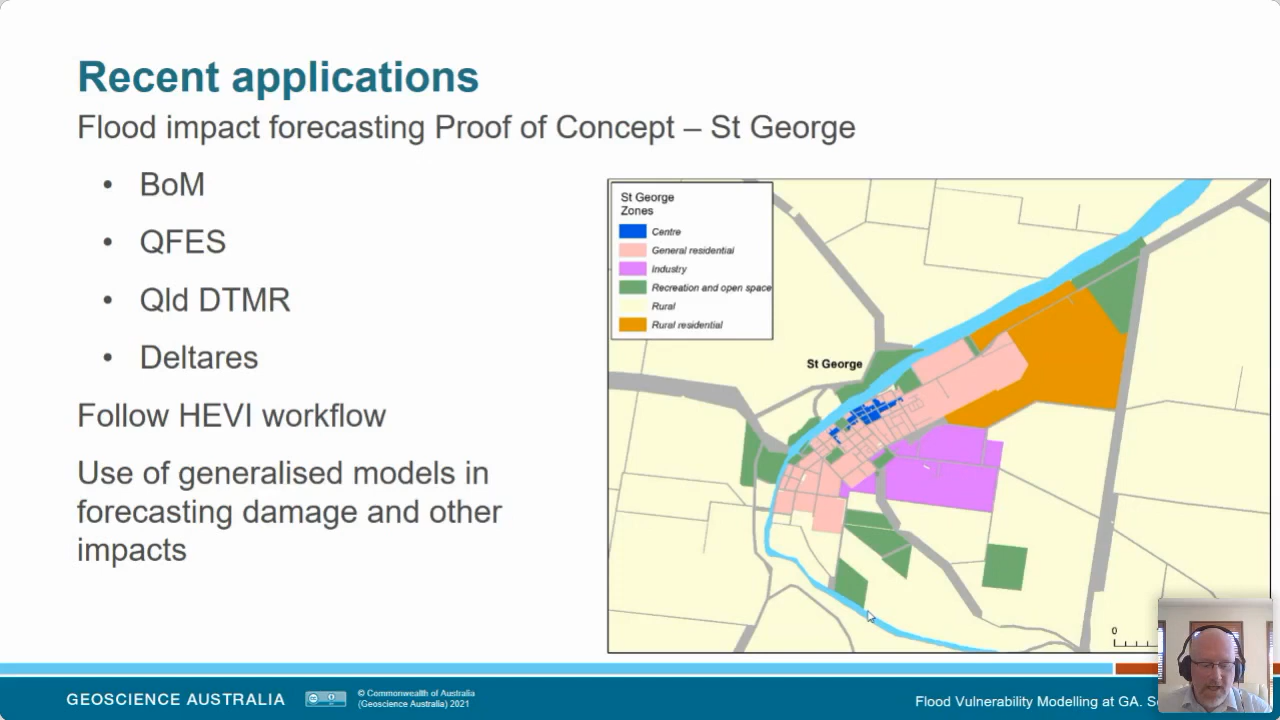 Recent applications
Flood impact forecasting Proof of Concept – St George
• BoM
• QFES
• Qld DTMR
• Deltares
Follow HEVI workflow
Use of generalised models in
forecasting damage and other
impacts
St George
Zones
Centre
General residential
Industry
Recreation and open space
Rural
Rural residential
St George
0
GEOSCIENCE AUSTRALIA
© Commonwealth of Australia
(Geoscience Australia) 2021
Flood Vulnerability Modelling at GA.